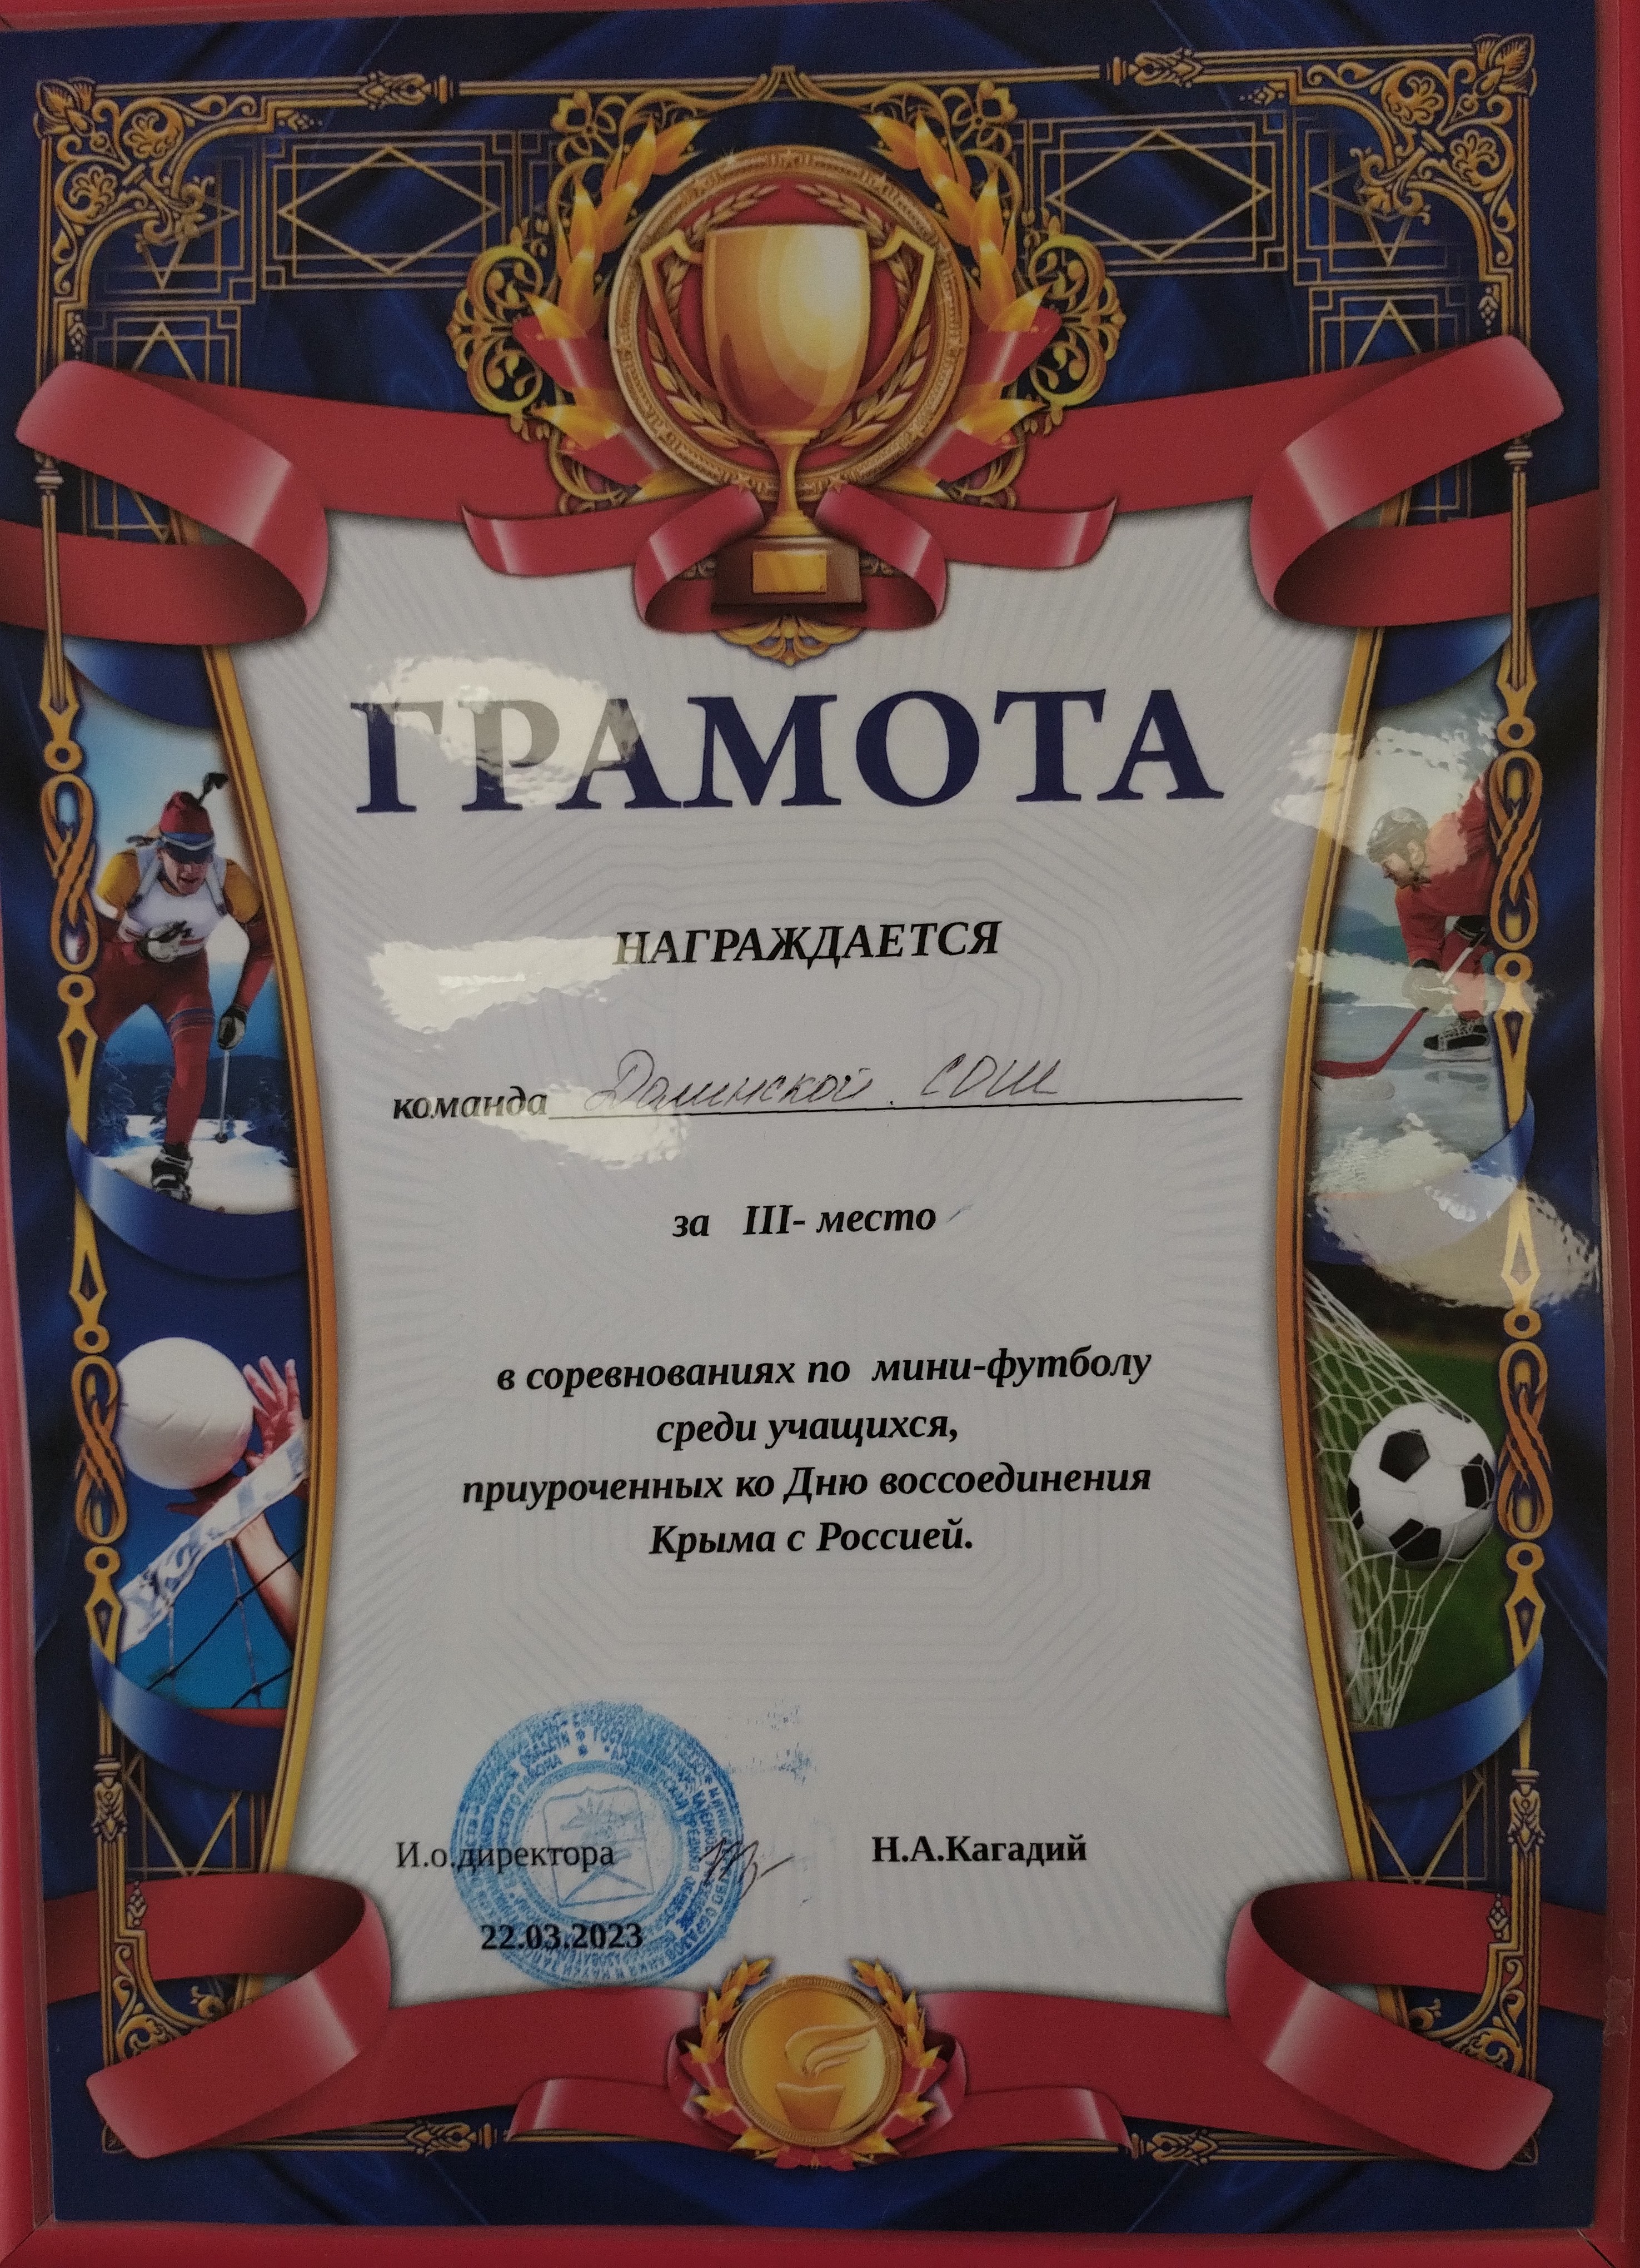 ГРАМОТА
НАГРАЖДАЕТСЯ
команда Долинской СОШ
за III- место
в соревнованиях по мини-футболу
среди учащихся,
приуроченных ко Дню воссоединения
Крыма с Россией.
И.о.директора Н.А.Кагадий
22.03.2023